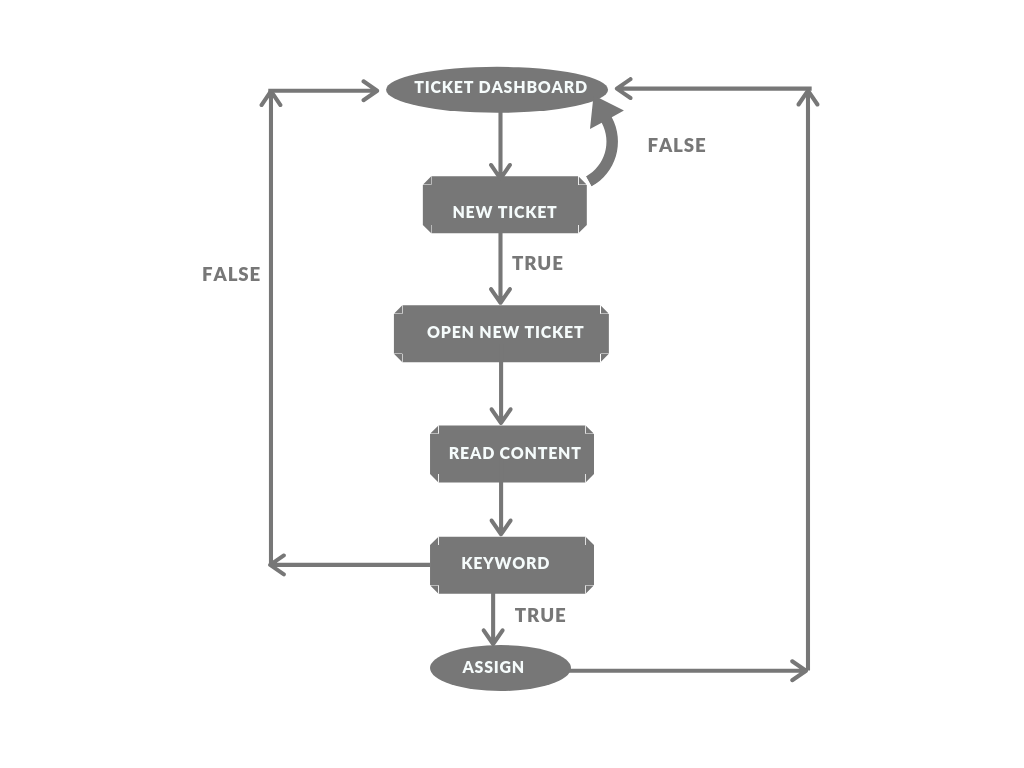 TICKET DASHBOARD
FALSE
NEW TICKET
TRUE
FALSE
OPEN NEW TICKET
READ CONTENT
KEYWORD
TRUE
ASSIGN